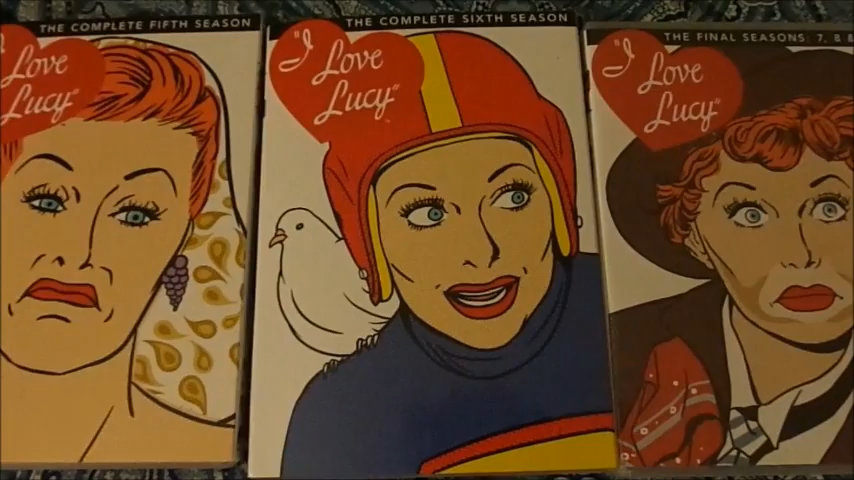 THE COMPLETE FIFTH SEASON
I Love
Lucy
THE COMPLETE SIXTH SEASON
"I
Love
Lucy"
THE FINAL SEASONS: 7, 8 &
"I
Love
Lucy"